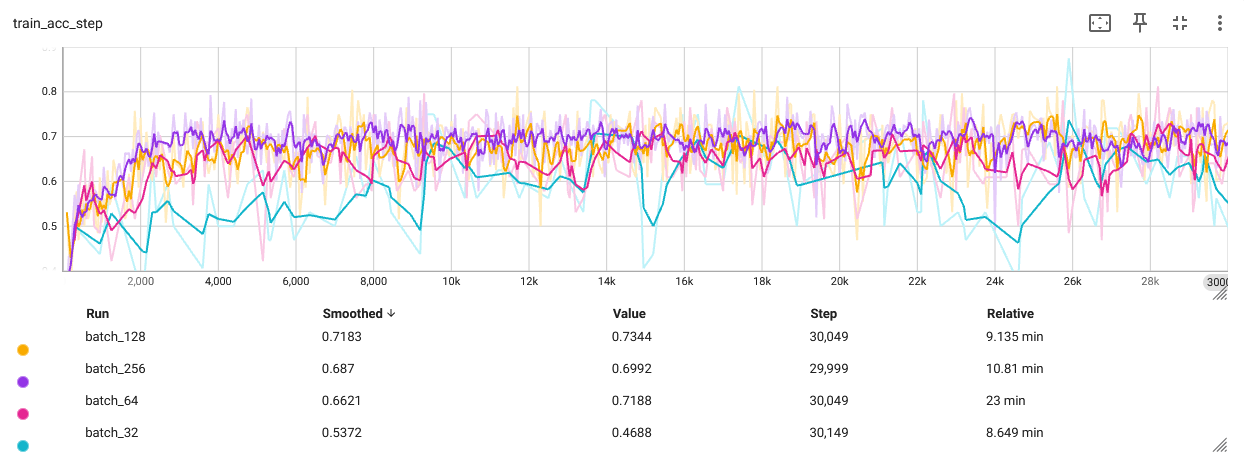 train_acc_step
0.8
0.7
0.6
0.5
2,000 4,000 6,000 8,000 10k 12k 14k 16k 18k 20k 22k 24k 26k 28k 3000
Run Smoothed Value Step Relative
batch_128 0.7183 0.7344 30,049 9.135 min
batch_256 0.687 0.6992 29,999 10.81 min
batch_64 0.6621 0.7188 30,049 23 min
batch_32 0.5372 0.4688 30,149 8.649 min